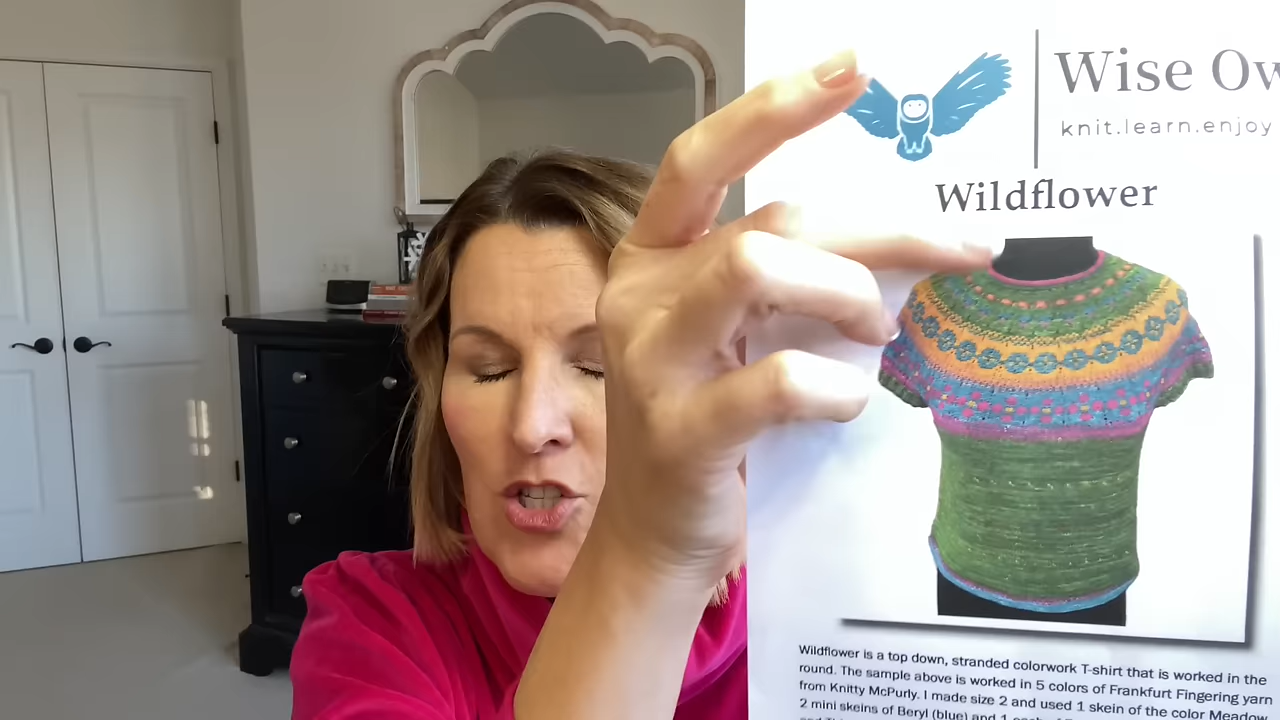 Wise Ow
knit.learn.enjoy
Wildflower
Wildflower is a top down, stranded colorwork T-shirt that is worked in the
round. The sample above is worked in 5 colors of Frankfurt Fingering yarn
from Knitty McPurly. I made size 2 and used 1 skein of the color Meadow
2 mini skeins of Beryl (blue) and 1